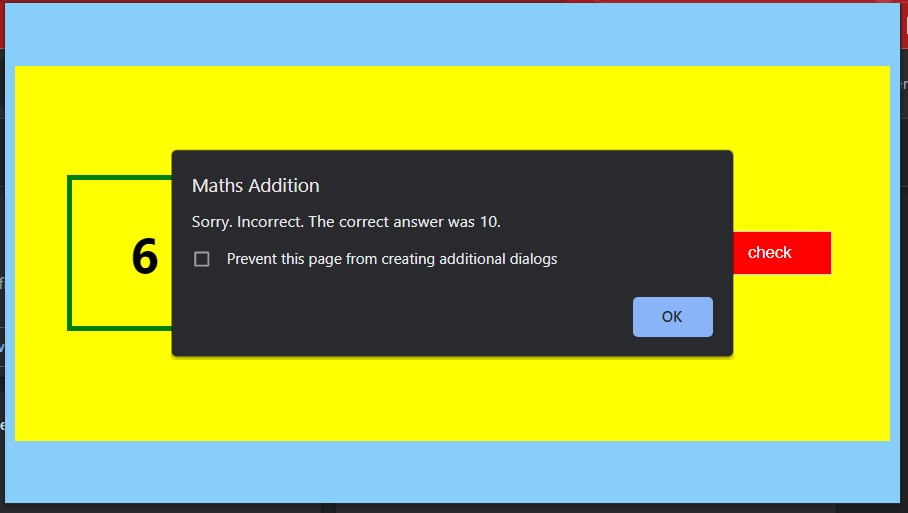 Maths Addition
Sorry. Incorrect. The correct answer was 10.
6
Prevent this page from creating additional dialogs
check
OK